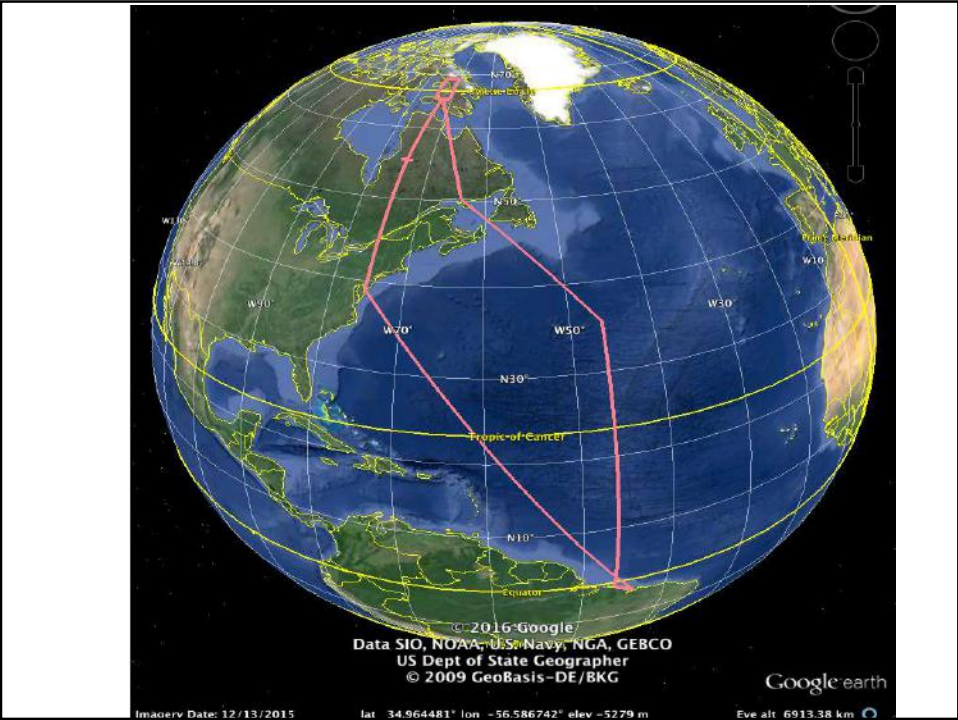 N70°
N50°
W10
W90°
W30°
W70°
W50°
N30°
Tropic of Cancer
N10°
Equator
© 2016 Google
Data SIO, NOAA, U.S. Navy, NGA, GEBCO
US Dept of State Geographer
© 2009 GeoBasis-DE/BKG
Google earth
Imagery Date: 12/13/2015 lat 34.964481° lon -56.586742° elev -5279 m Eye alt 6913.38 km